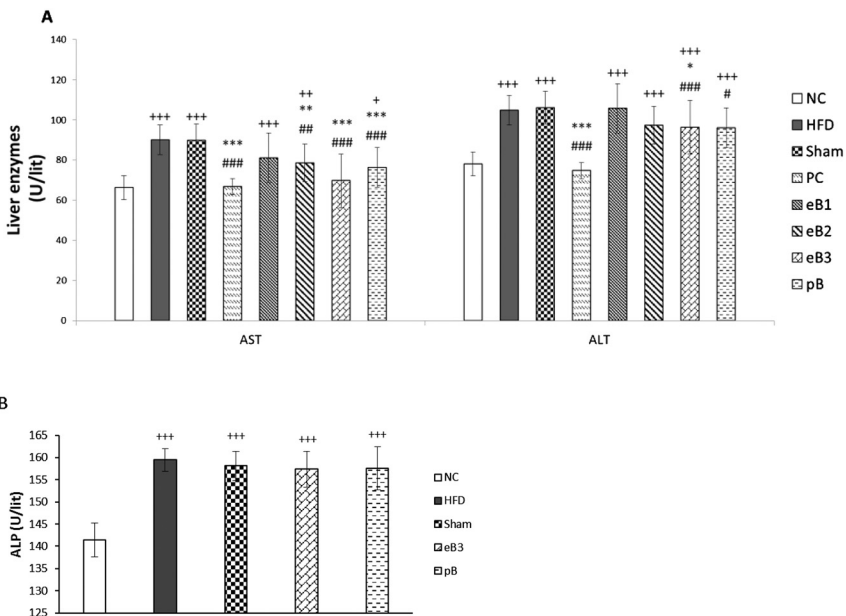 A
Liver enzymes
(U/lit)
140
120
100
80
60
40
20
0
+++
+++
***
###
+++
++
**
##
***
###
+
***
###
+++
+++
***
###
+++
+++
+++
*
###
+++
#
AST
ALT
NC
HFD
Sham
PC
eB1
eB2
eB3
pB
B
ALP (U/lit)
165
160
155
150
145
140
135
130
125
+++
+++
+++
+++
NC
HFD
Sham
eB3
pB